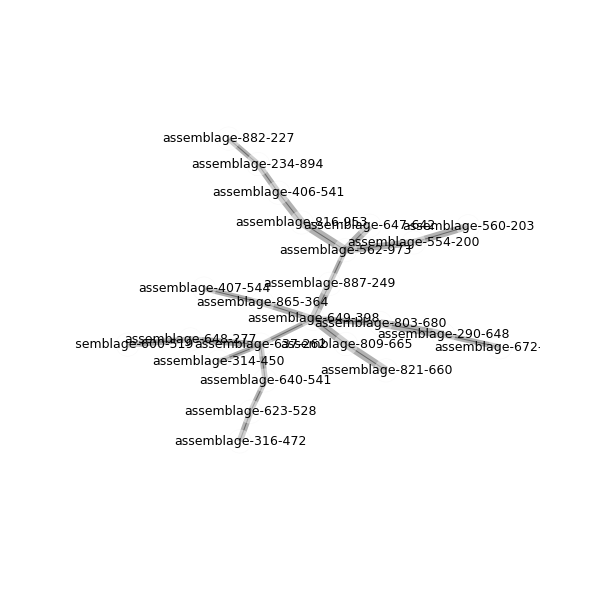 assemblage-882-227
assemblage-234-894
assemblage-406-541
assemblage-816-953
assemblage-647-642
assemblage-560-203
assemblage-554-200
assemblage-562-973
assemblage-887-249
assemblage-407-544
assemblage-865-364
assemblage-649-398
assemblage-803-680
assemblage-290-648
assemblage-648-277
semblage-600-519
assemblage-637-262
assemblage-809-665
assemblage-672-
assemblage-314-450
assemblage-821-660
assemblage-640-541
assemblage-623-528
assemblage-316-472